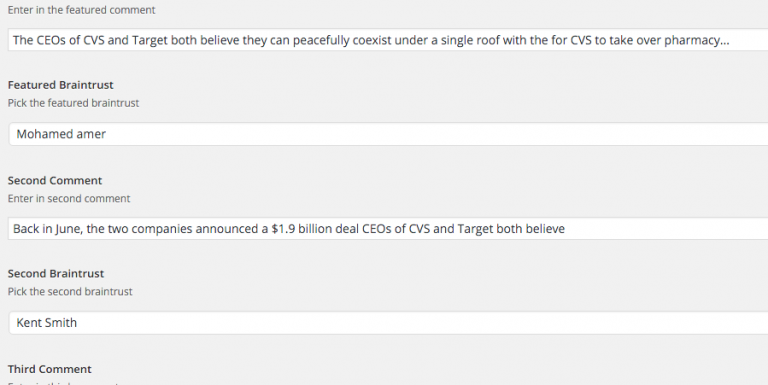 Enter in the featured comment
The CEOs of CVS and Target both believe they can peacefully coexist under a single roof with the for CVS to take over pharmacy...
Featured Braintrust
Pick the featured braintrust
Mohamed amer
Second Comment
Enter in second comment
Back in June, the two companies announced a $1.9 billion deal CEOs of CVS and Target both believe
Second Braintrust
Pick the second braintrust
Kent Smith
Third Comment